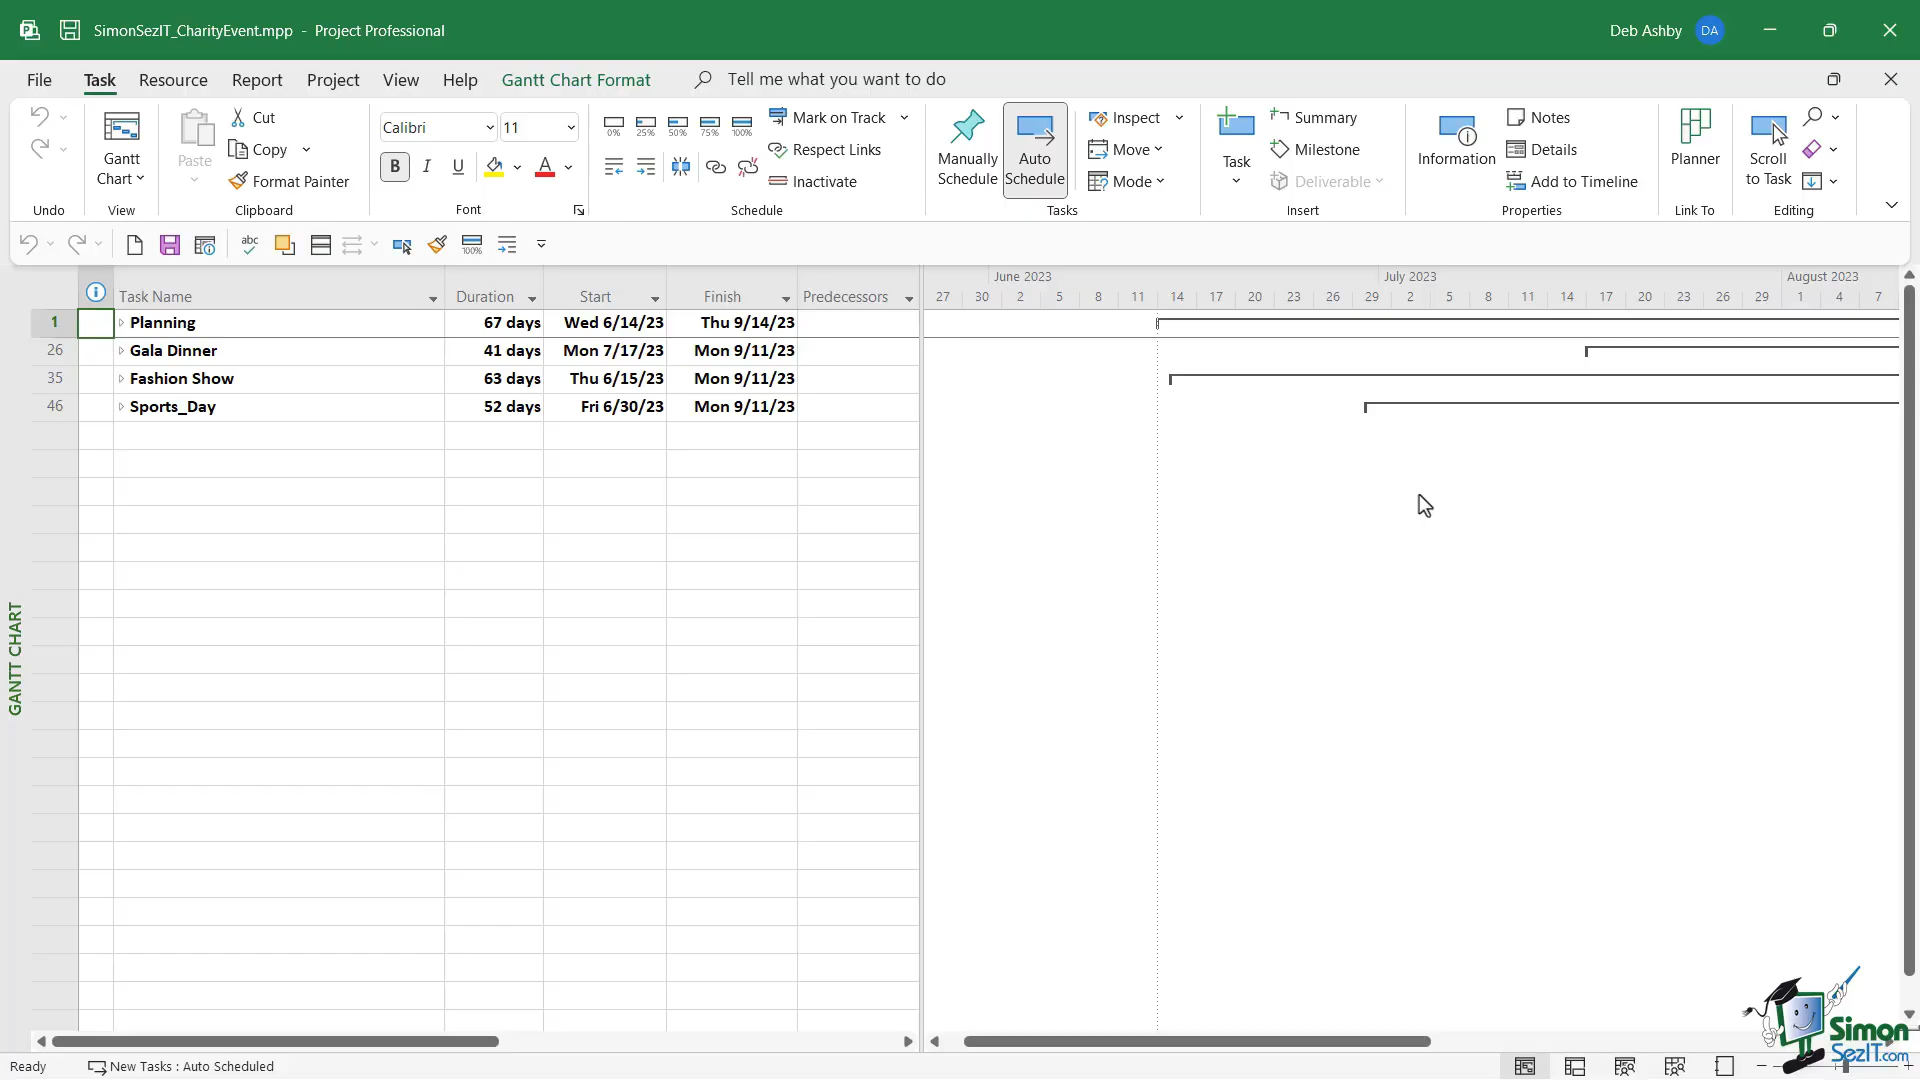 SimonSezIT_CharityEvent.mpp - Project Professional
Deb Ashby DA
File Task Resource Report Project View Help Gantt Chart Format Tell me what you want to do
Undo
Gantt Chart
View
Paste
Cut
Copy
Format Painter
Clipboard
Calibri 11
B I U A
Font
0% 25% 50% 75% 100%
Mark on Track
Respect Links
Inactivate
Schedule
Manually Schedule
Auto Schedule
Inspect
Move
Mode
Tasks
Task
Summary
Milestone
Deliverable
Insert
Information
Notes
Details
Add to Timeline
Properties
Planner
Link To
Scroll to Task
Editing
abc
100%
June 2023 July 2023 August 2023
Task Name Duration Start Finish Predecessors
27 30 2 5 8 11 14 17 20 23 26 29 2 5 8 11 14 17 20 23 26 29 1 4 7
1 Planning 67 days Wed 6/14/23 Thu 9/14/23
26 Gala Dinner 41 days Mon 7/17/23 Mon 9/11/23
35 Fashion Show 63 days Thu 6/15/23 Mon 9/11/23
46 Sports_Day 52 days Fri 6/30/23 Mon 9/11/23
GANTT CHART
Simon
SezIT.com
Ready New Tasks : Auto Scheduled